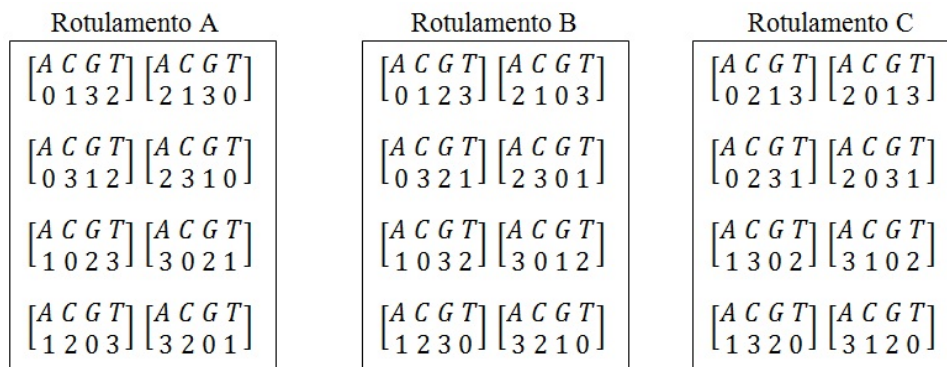 Rotulamento A Rotulamento B Rotulamento C
[A C G T] [A C G T] [A C G T] [A C G T] [A C G T] [A C G T]
[0 1 3 2] [2 1 3 0] [0 1 2 3] [2 1 0 3] [0 2 1 3] [2 0 1 3]
[A C G T] [A C G T] [A C G T] [A C G T] [A C G T] [A C G T]
[0 3 1 2] [2 3 1 0] [0 3 2 1] [2 3 0 1] [0 2 3 1] [2 0 3 1]
[A C G T] [A C G T] [A C G T] [A C G T] [A C G T] [A C G T]
[1 0 2 3] [3 0 2 1] [1 0 3 2] [3 0 1 2] [1 3 0 2] [3 1 0 2]
[A C G T] [A C G T] [A C G T] [A C G T] [A C G T] [A C G T]
[1 2 0 3] [3 2 0 1] [1 2 3 0] [3 2 1 0] [1 3 2 0] [3 1 2 0]